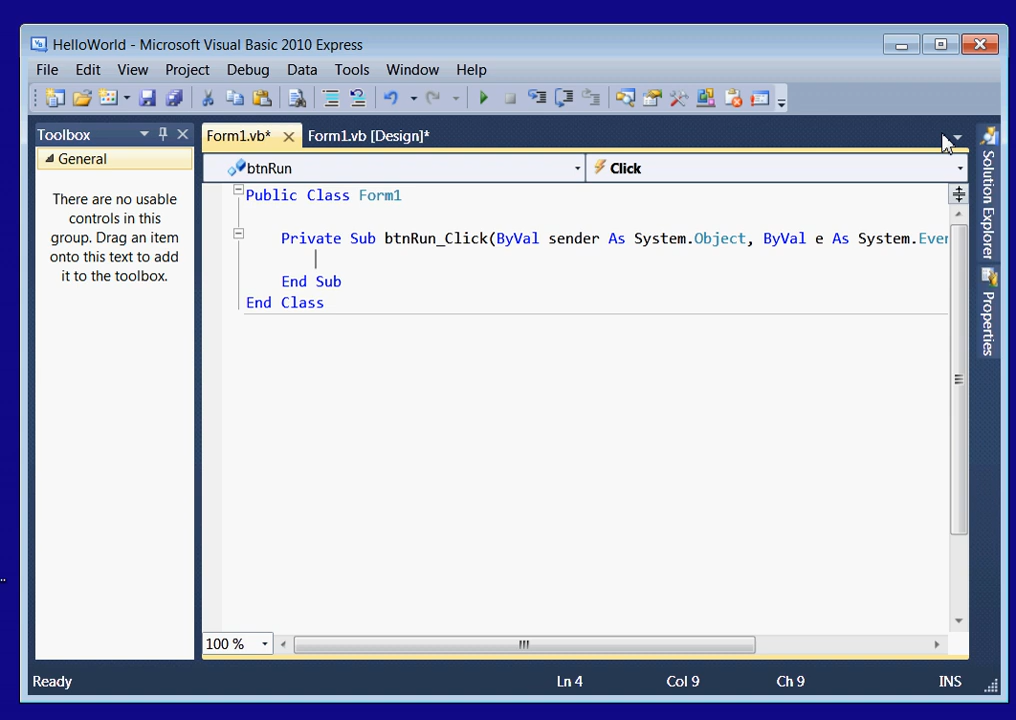 HelloWorld - Microsoft Visual Basic 2010 Express
File Edit View Project Debug Data Tools Window Help
Toolbox
Form1.vb*
Form1.vb [Design]*
General
There are no usable
controls in this
group. Drag an item
onto this text to add
it to the toolbox.
btnRun
Click
Public Class Form1
Private Sub btnRun_Click(ByVal sender As System.Object, ByVal e As System.Even
End Sub
End Class
Solution Explorer
Properties
100 %
Ready Ln 4 Col 9 Ch 9 INS